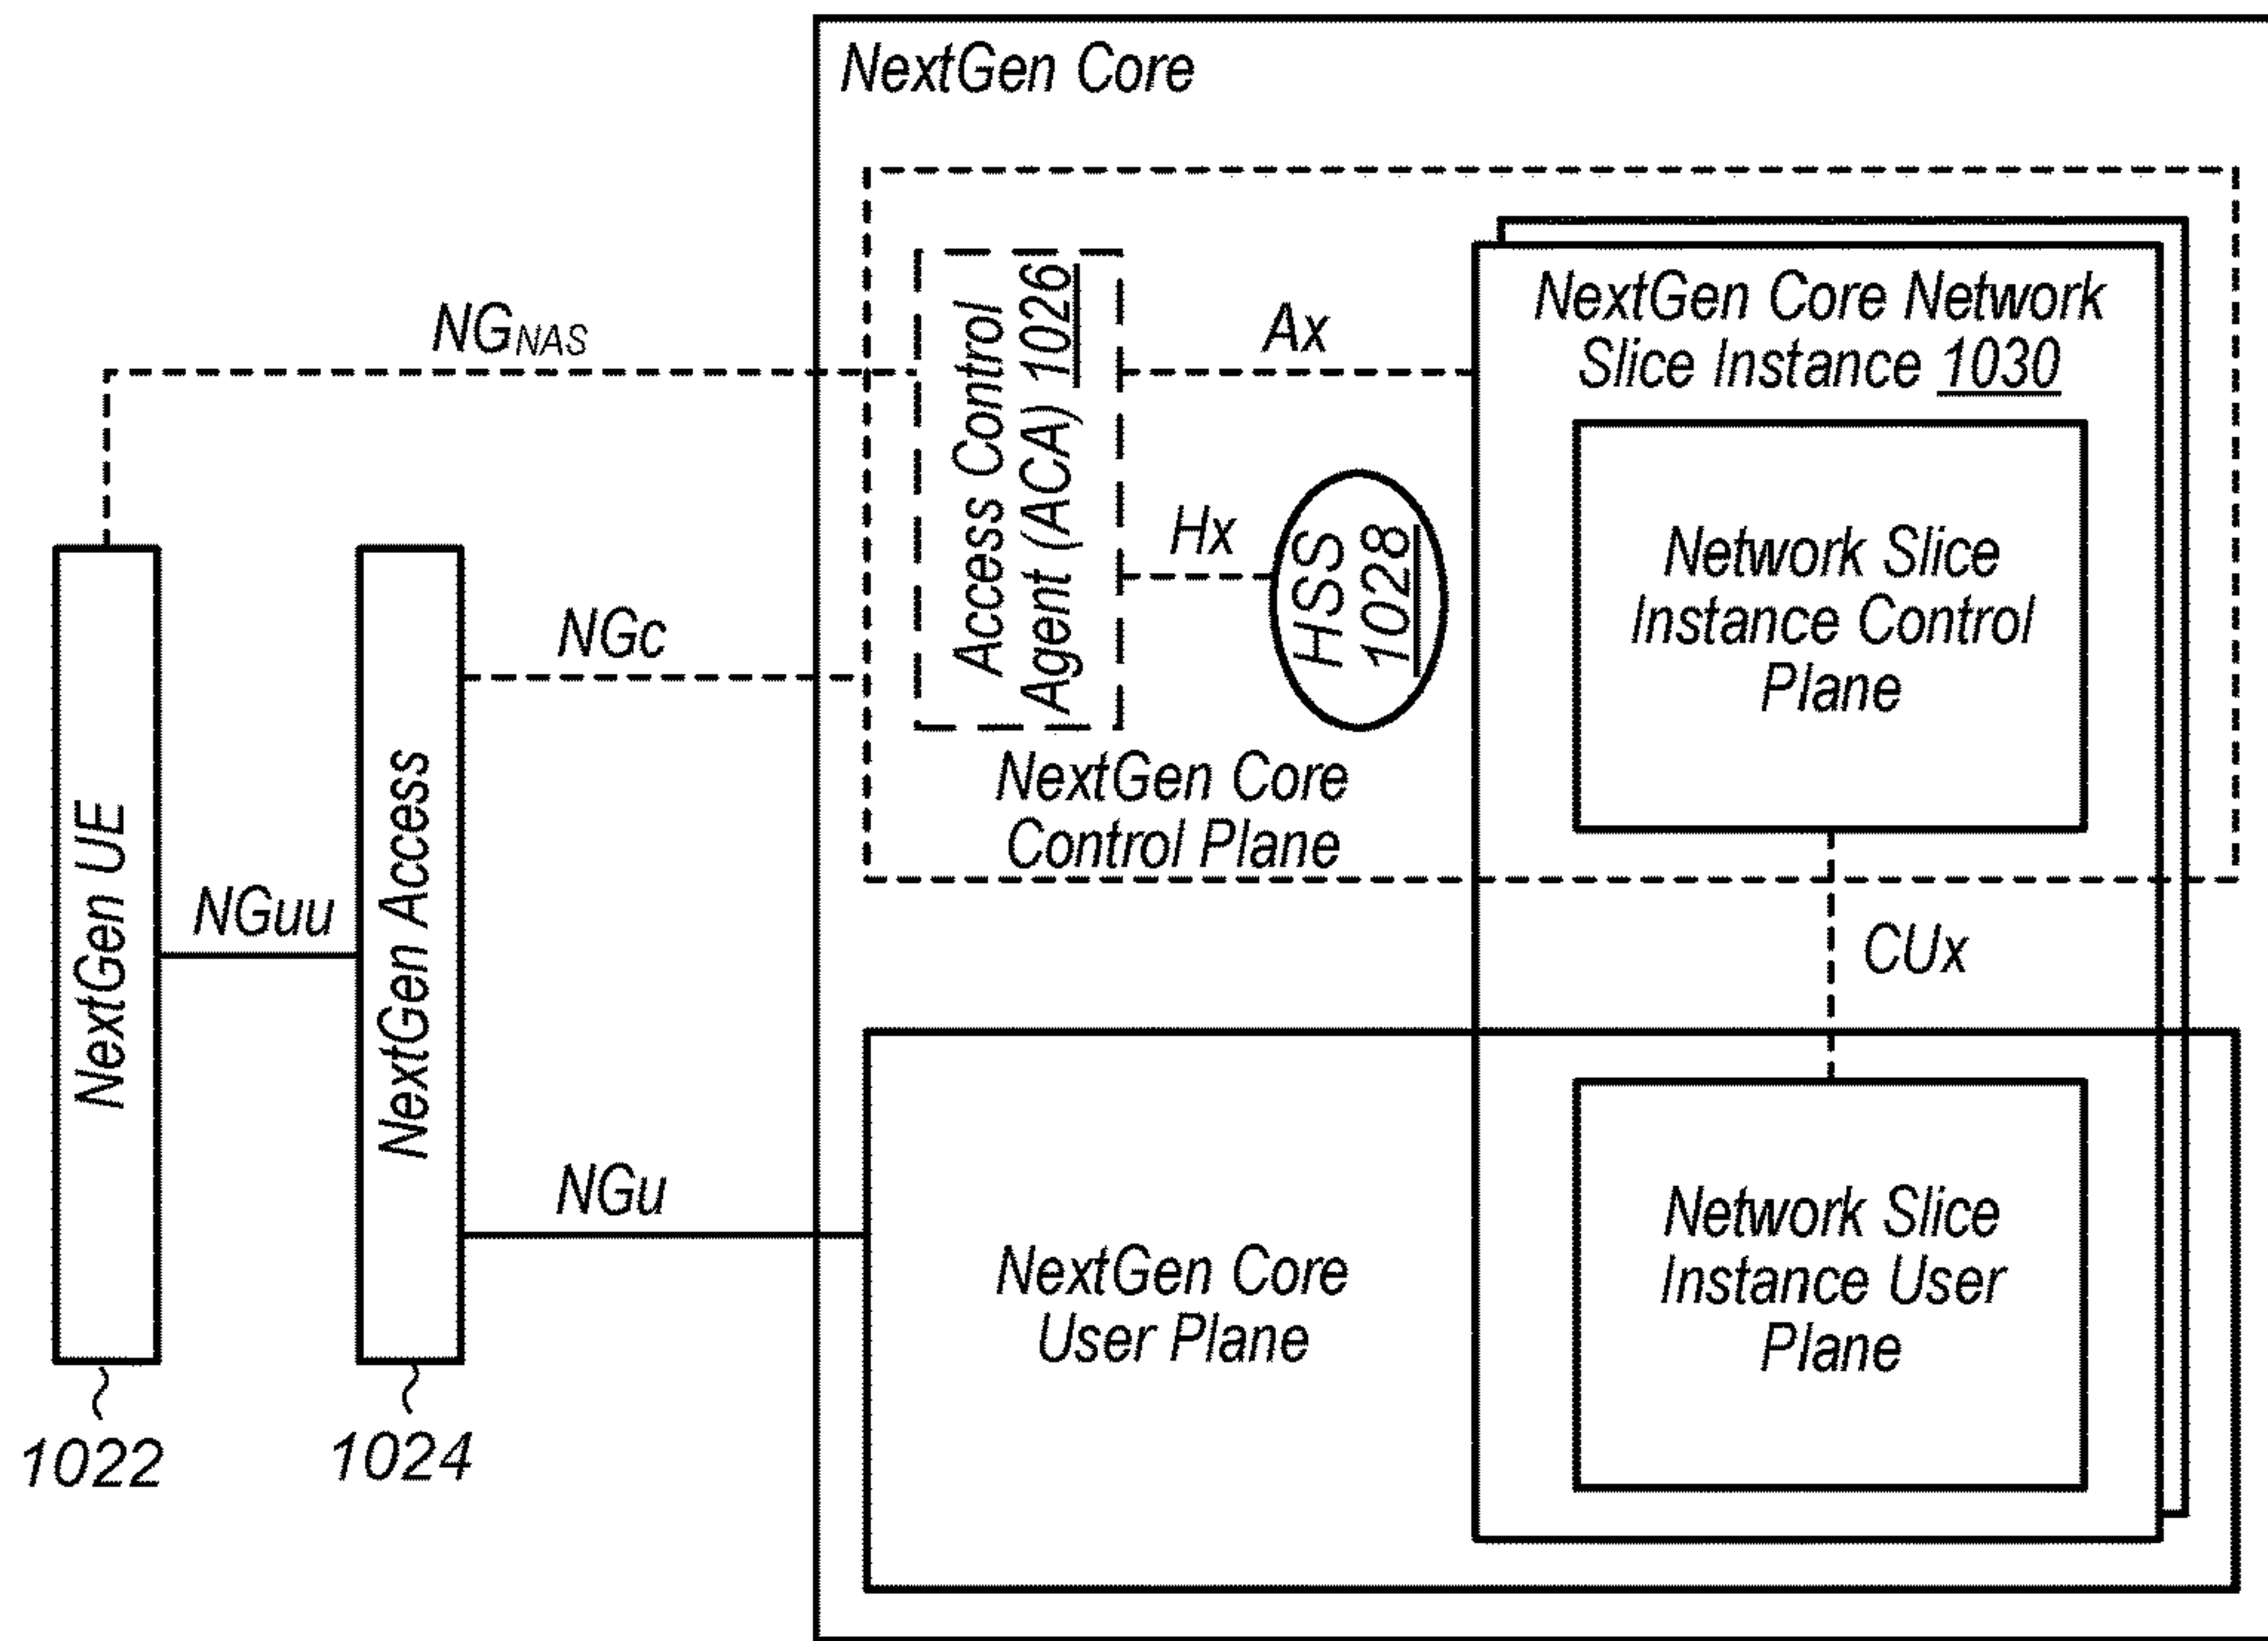 NextGen Core
NG_NAS
Access Control
Agent (ACA) 1026
Ax
Hx
HSS
1028
NextGen Core Network
Slice Instance 1030
Network Slice
Instance Control
Plane
NextGen Core
Control Plane
NGc
NextGen UE
NGuu
NextGen Access
CUx
NGu
NextGen Core
User Plane
Network Slice
Instance User
Plane
1022
1024